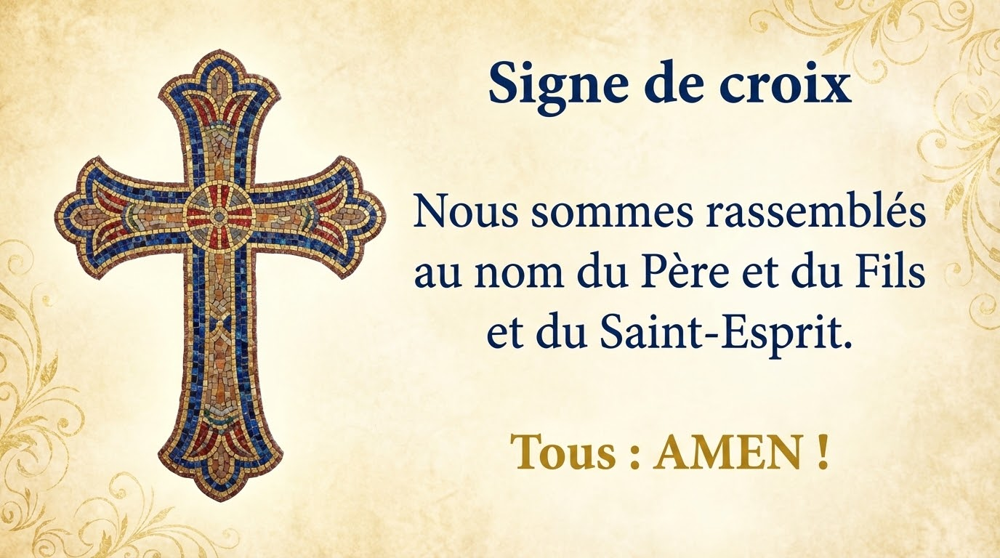 Signe de croix
Nous sommes rassemblés
au nom du Père et du Fils
et du Saint-Esprit.
Tous : AMEN !